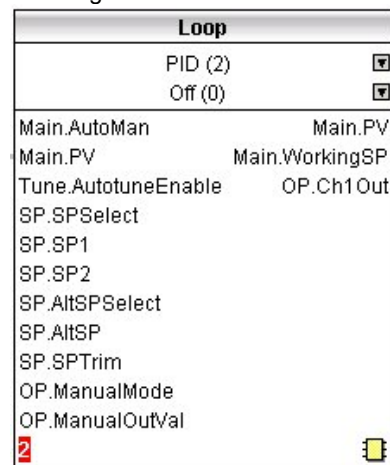 Loop
PID (2)
Off (0)
Main.AutoMan Main.PV
Main.PV Main.WorkingSP
Tune.AutotuneEnable OP.Ch1Out
SP.SPSelect
SP.SP1
SP.SP2
SP.AltSPSelect
SP.AltSP
SP.SPTrim
OP.ManualMode
OP.ManualOutVal
2